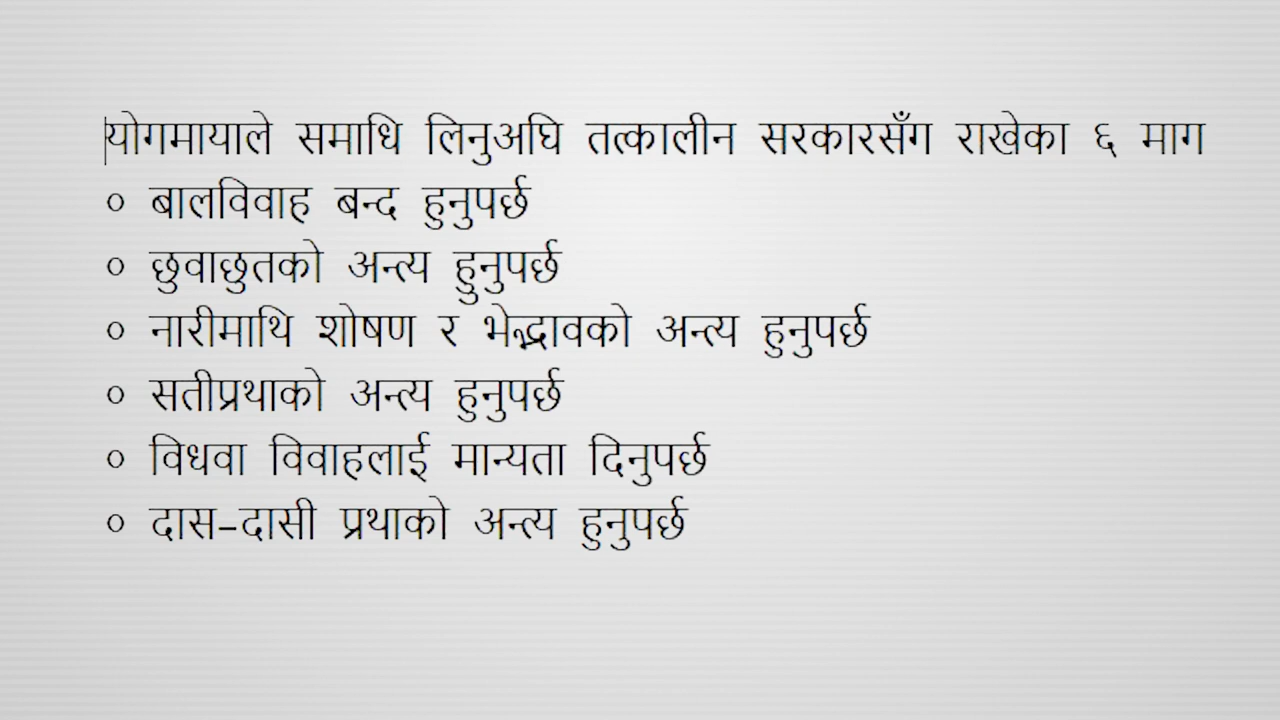 योगमायाले समाधि लिनुअघि तत्कालीन सरकारसँग राखेका ६ माग
० बालविवाह बन्द हुनुपर्छ
० छुवाछुतको अन्त्य हुुनुपर्छ
० नारीमाथि शोषण र भेद्भावको अन्त्य हुनुपर्छ
० सतीप्रथाको अन्त्य हुनुपर्छ
० विधवा विवाहलाई मान्यता दिनुपर्छ
० दास–दासी प्रथाको अन्त्य हुनुपर्छ